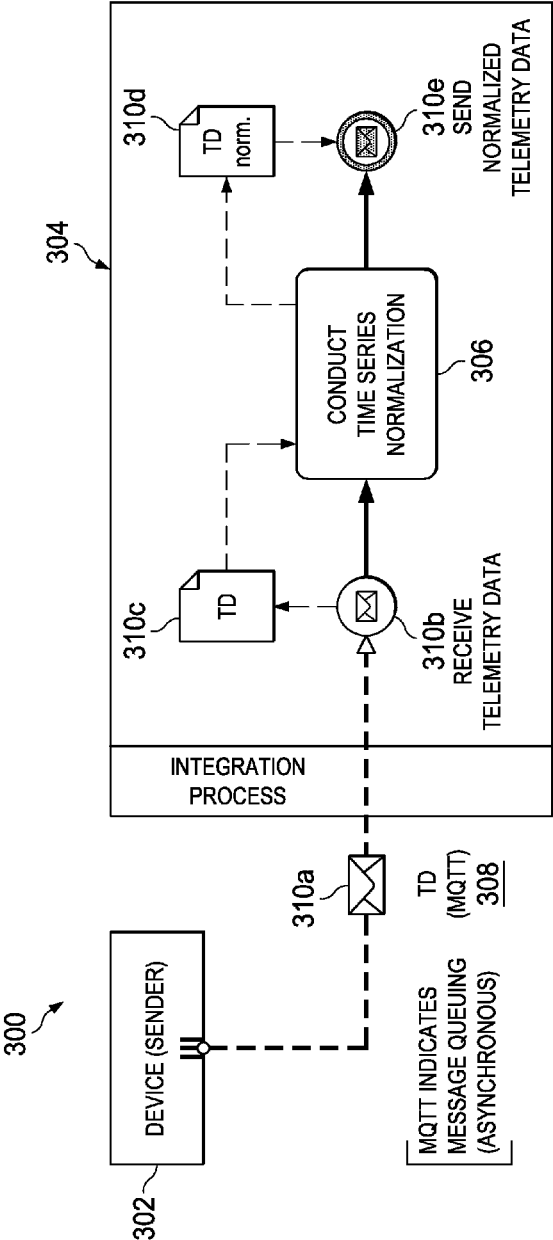 300
302
DEVICE (SENDER)
310a
TD
(MQTT)
308
MQTT INDICATES
MESSAGE QUEUING
(ASYNCHRONOUS)
304
INTEGRATION
PROCESS
310c
TD
310b
RECEIVE
TELEMETRY DATA
CONDUCT
TIME SERIES
NORMALIZATION
306
310d
TD
norm.
310e
SEND
NORMALIZED
TELEMETRY DATA